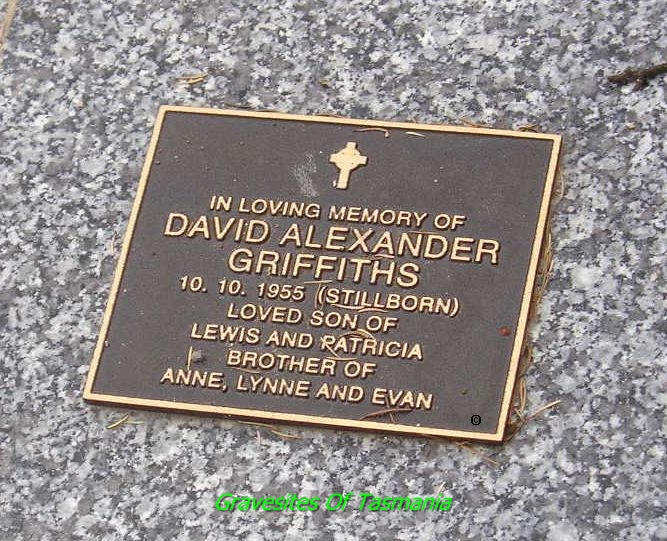 IN LOVING MEMORY OF
DAVID ALEXANDER
GRIFFITHS
10. 10. 1955 (STILLBORN)
LOVED SON OF
LEWIS AND PATRICIA
BROTHER OF
ANNE, LYNNE AND EVAN
©
Gravesites Of Tasmania